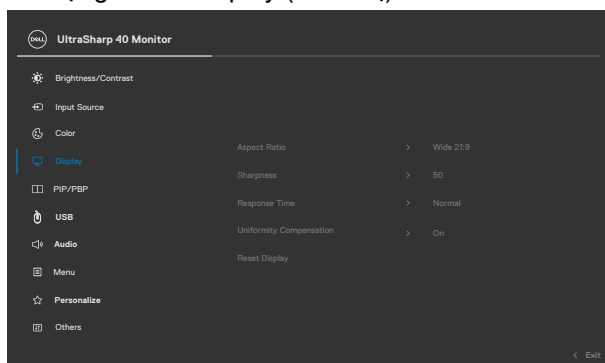 DELL
UltraSharp 40 Monitor
Brightness/Contrast
Input Source
Color
Display
PIP/PBP
USB
Audio
Menu
Personalize
Others
Aspect Ratio > Wide 21:9
Sharpness > 50
Response Time > Normal
Uniformity Compensation > On
Reset Display
< Exit